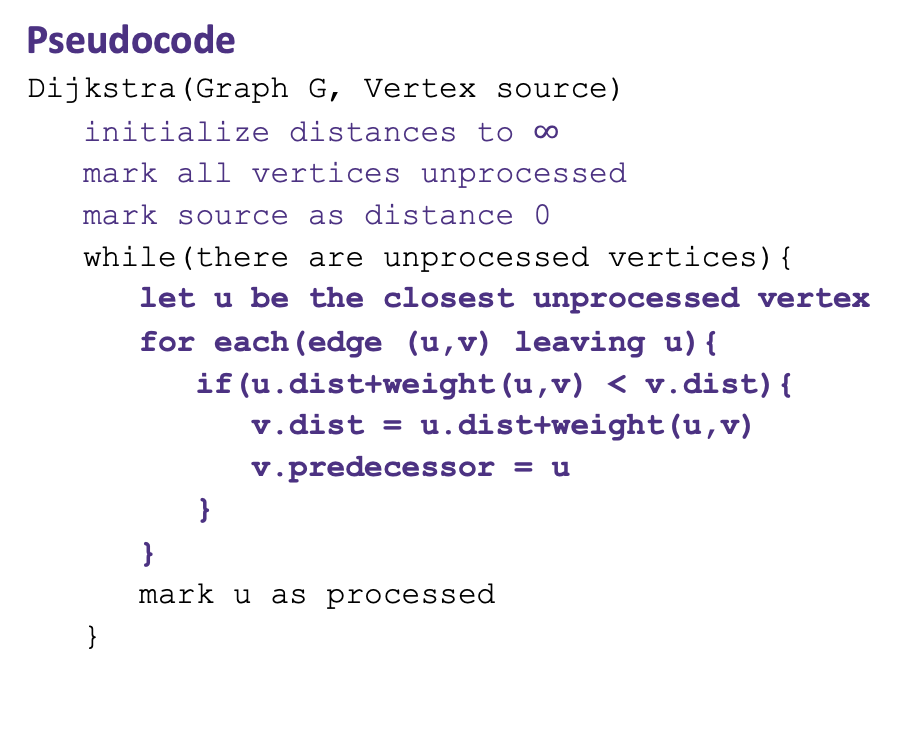 Pseudocode
Dijkstra(Graph G, Vertex source)
initialize distances to ∞
mark all vertices unprocessed
mark source as distance 0
while(there are unprocessed vertices){
let u be the closest unprocessed vertex
for each(edge (u,v) leaving u){
if(u.dist+weight(u,v) < v.dist){
v.dist = u.dist+weight(u,v)
v.predecessor = u
}
}
mark u as processed
}